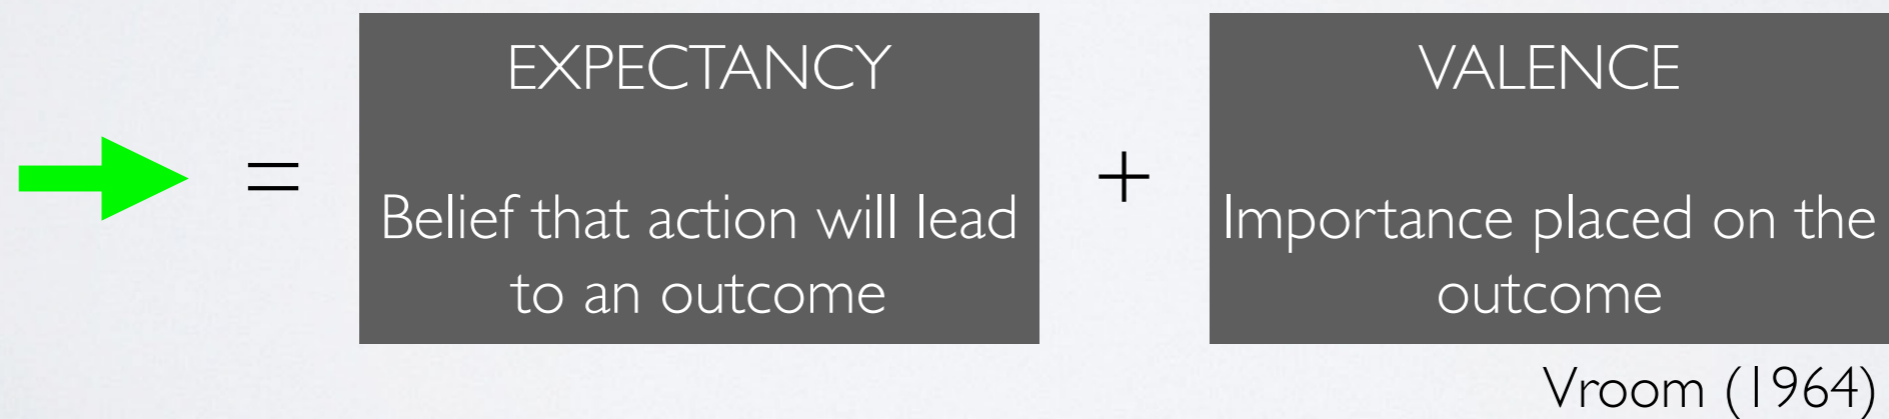 =
EXPECTANCY
Belief that action will lead
to an outcome
+
VALENCE
Importance placed on the
outcome
Vroom (1964)